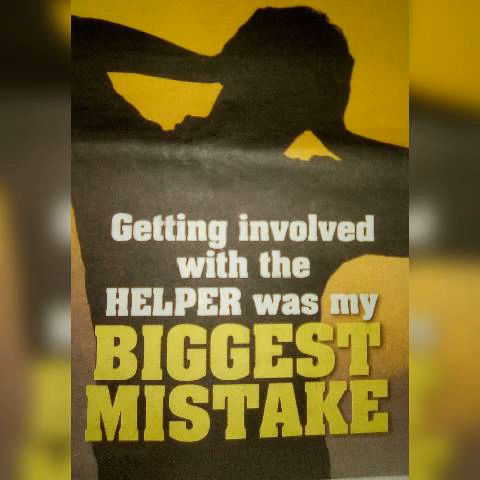 Getting involved
with the
HELPER was my
BIGGEST
MISTAKE